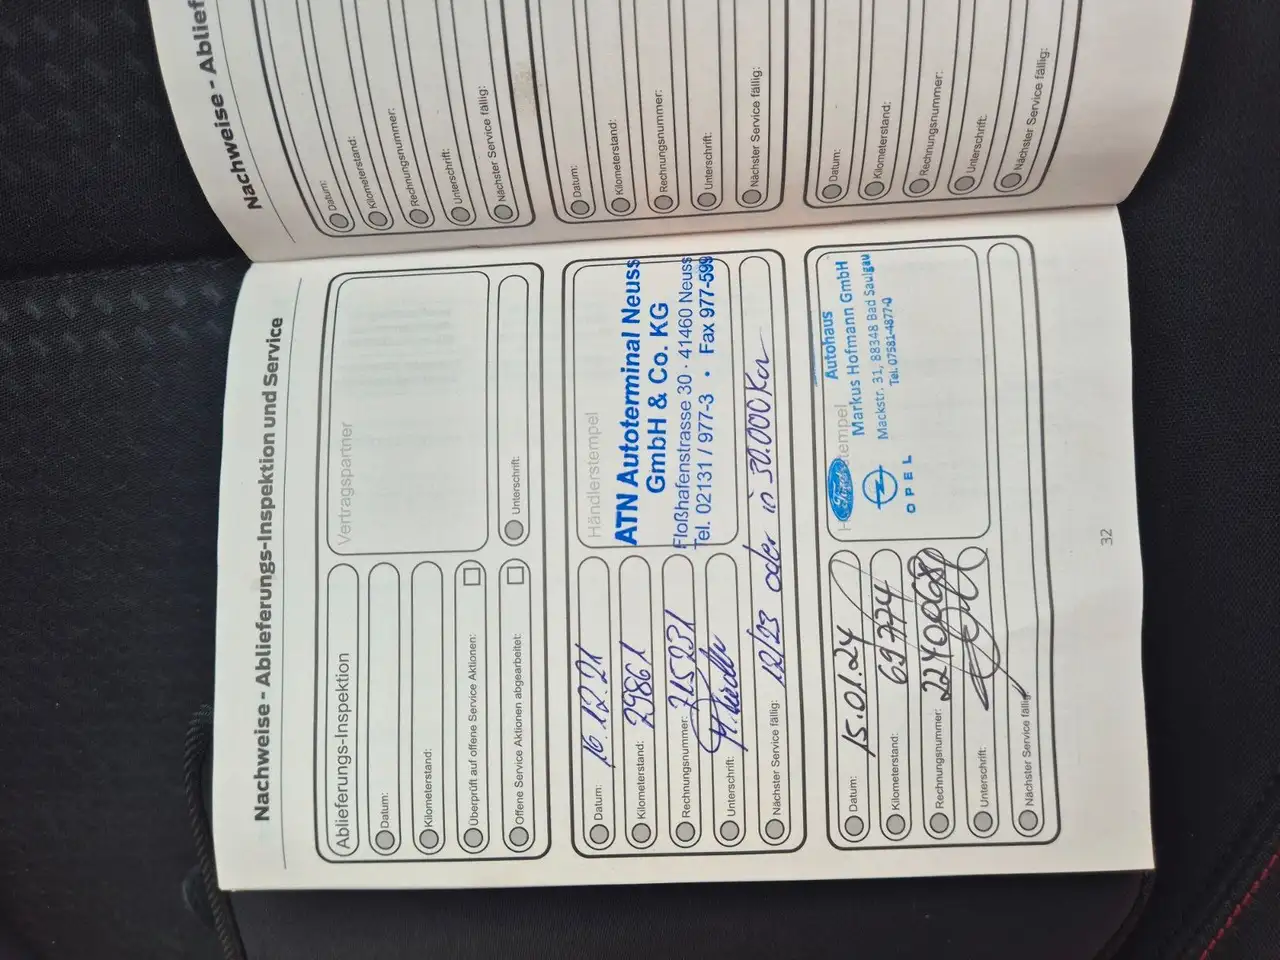 Nachweise - Ablieferungs-Inspektion und Service
Ablieferungs-Inspektion
Datum:
Kilometerstand:
Überprüft auf offene Service Aktionen:
Offene Service Aktionen abgearbeitet:
Vertragspartner
Unterschrift:
Datum: 16.12.21
Kilometerstand: 29861
Rechnungsnummer: 715231
Unterschrift:
Nächster Service fällig: 12/23 oder in 30.000 Km
Händlerstempel
ATN Autoterminal Neuss
GmbH & Co. KG
Floßhafenstrasse 30 · 41460 Neuss
Tel. 02131 / 977-3 • Fax 977-599
Datum: 15.01.24
Kilometerstand: 69774
Rechnungsnummer:
Unterschrift:
Nächster Service fällig:
Ford
OPEL
Autohaus
Markus Hofmann GmbH
Mackstr. 31, 88348 Bad Saulgau
Tel. 07581-4877-0
32
Nachweise - Ablief
Datum:
Kilometerstand:
Rechnungsnummer:
Unterschrift:
Nächster Service fällig:
Datum:
Kilometerstand:
Rechnungsnummer:
Unterschrift:
Nächster Service fällig:
Datum:
Kilometerstand:
Rechnungsnummer:
Unterschrift:
Nächster Service fällig: